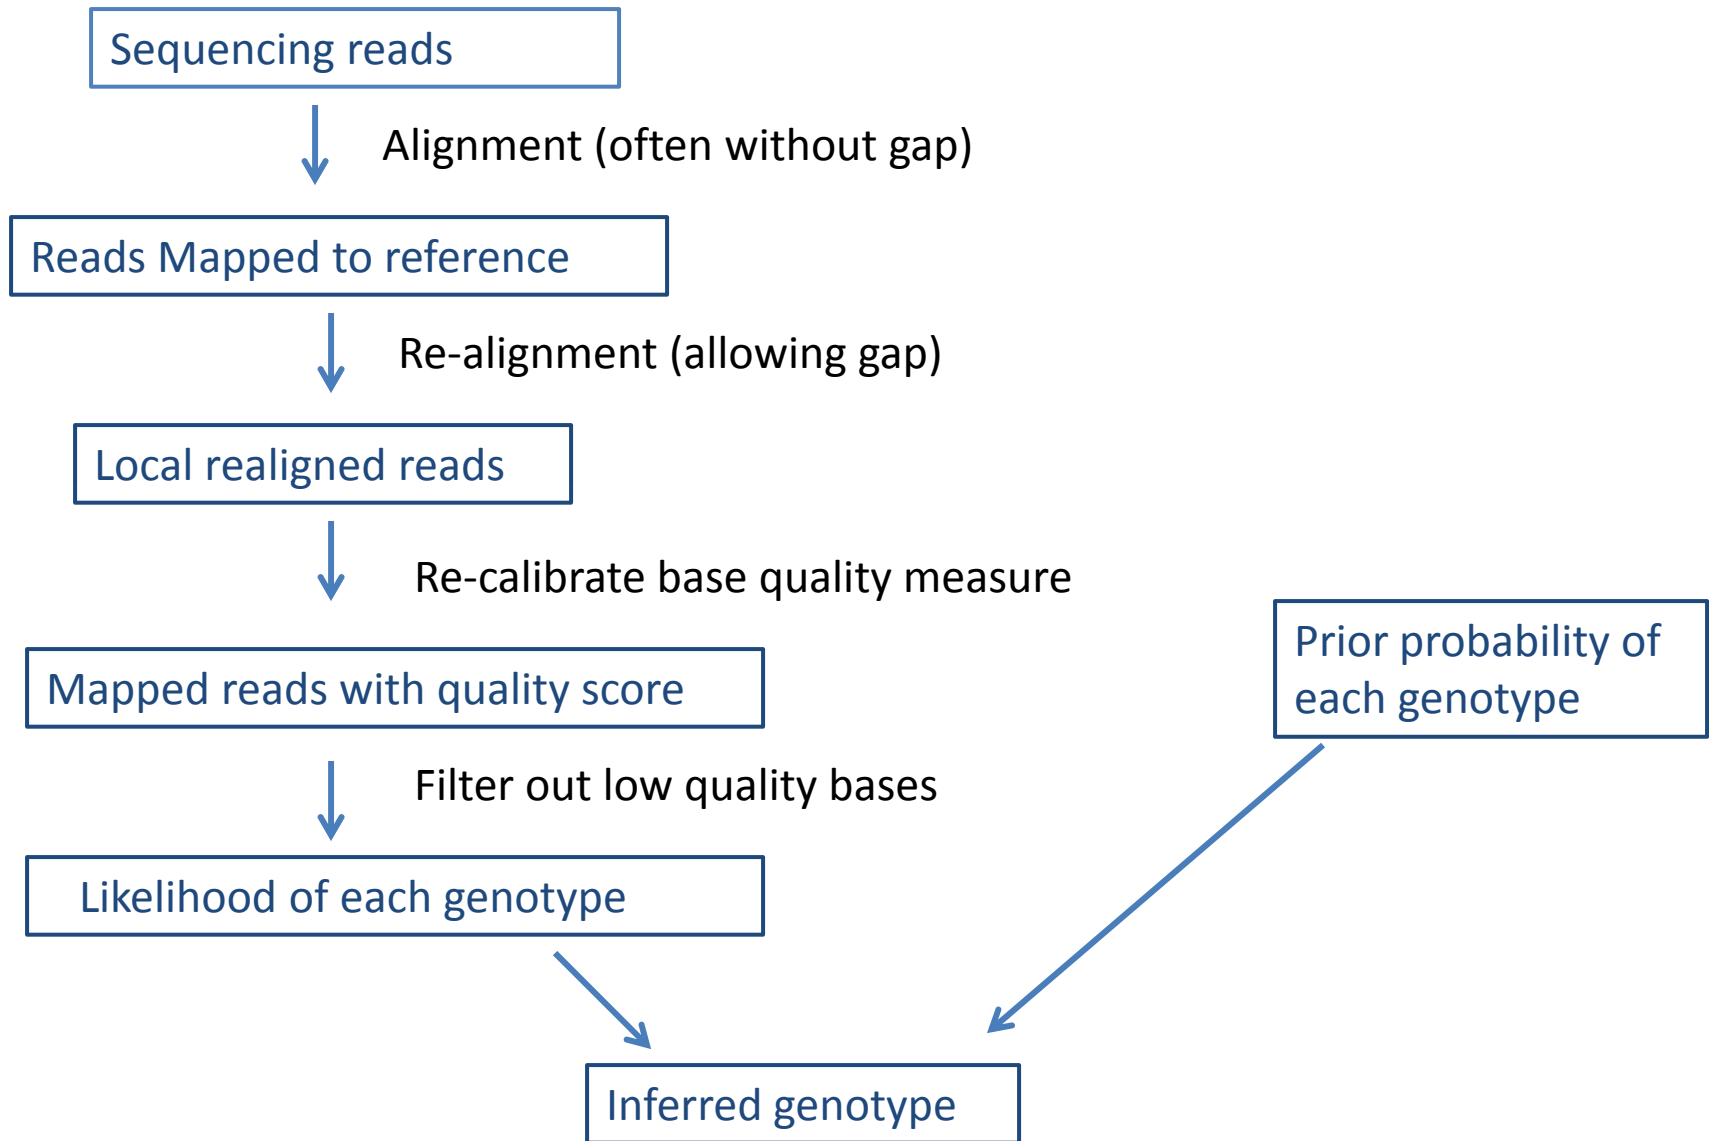 Sequencing reads
Alignment (often without gap)
Reads Mapped to reference
Re-alignment (allowing gap)
Local realigned reads
Re-calibrate base quality measure
Mapped reads with quality score
Prior probability of
each genotype
Filter out low quality bases
Likelihood of each genotype
Inferred genotype